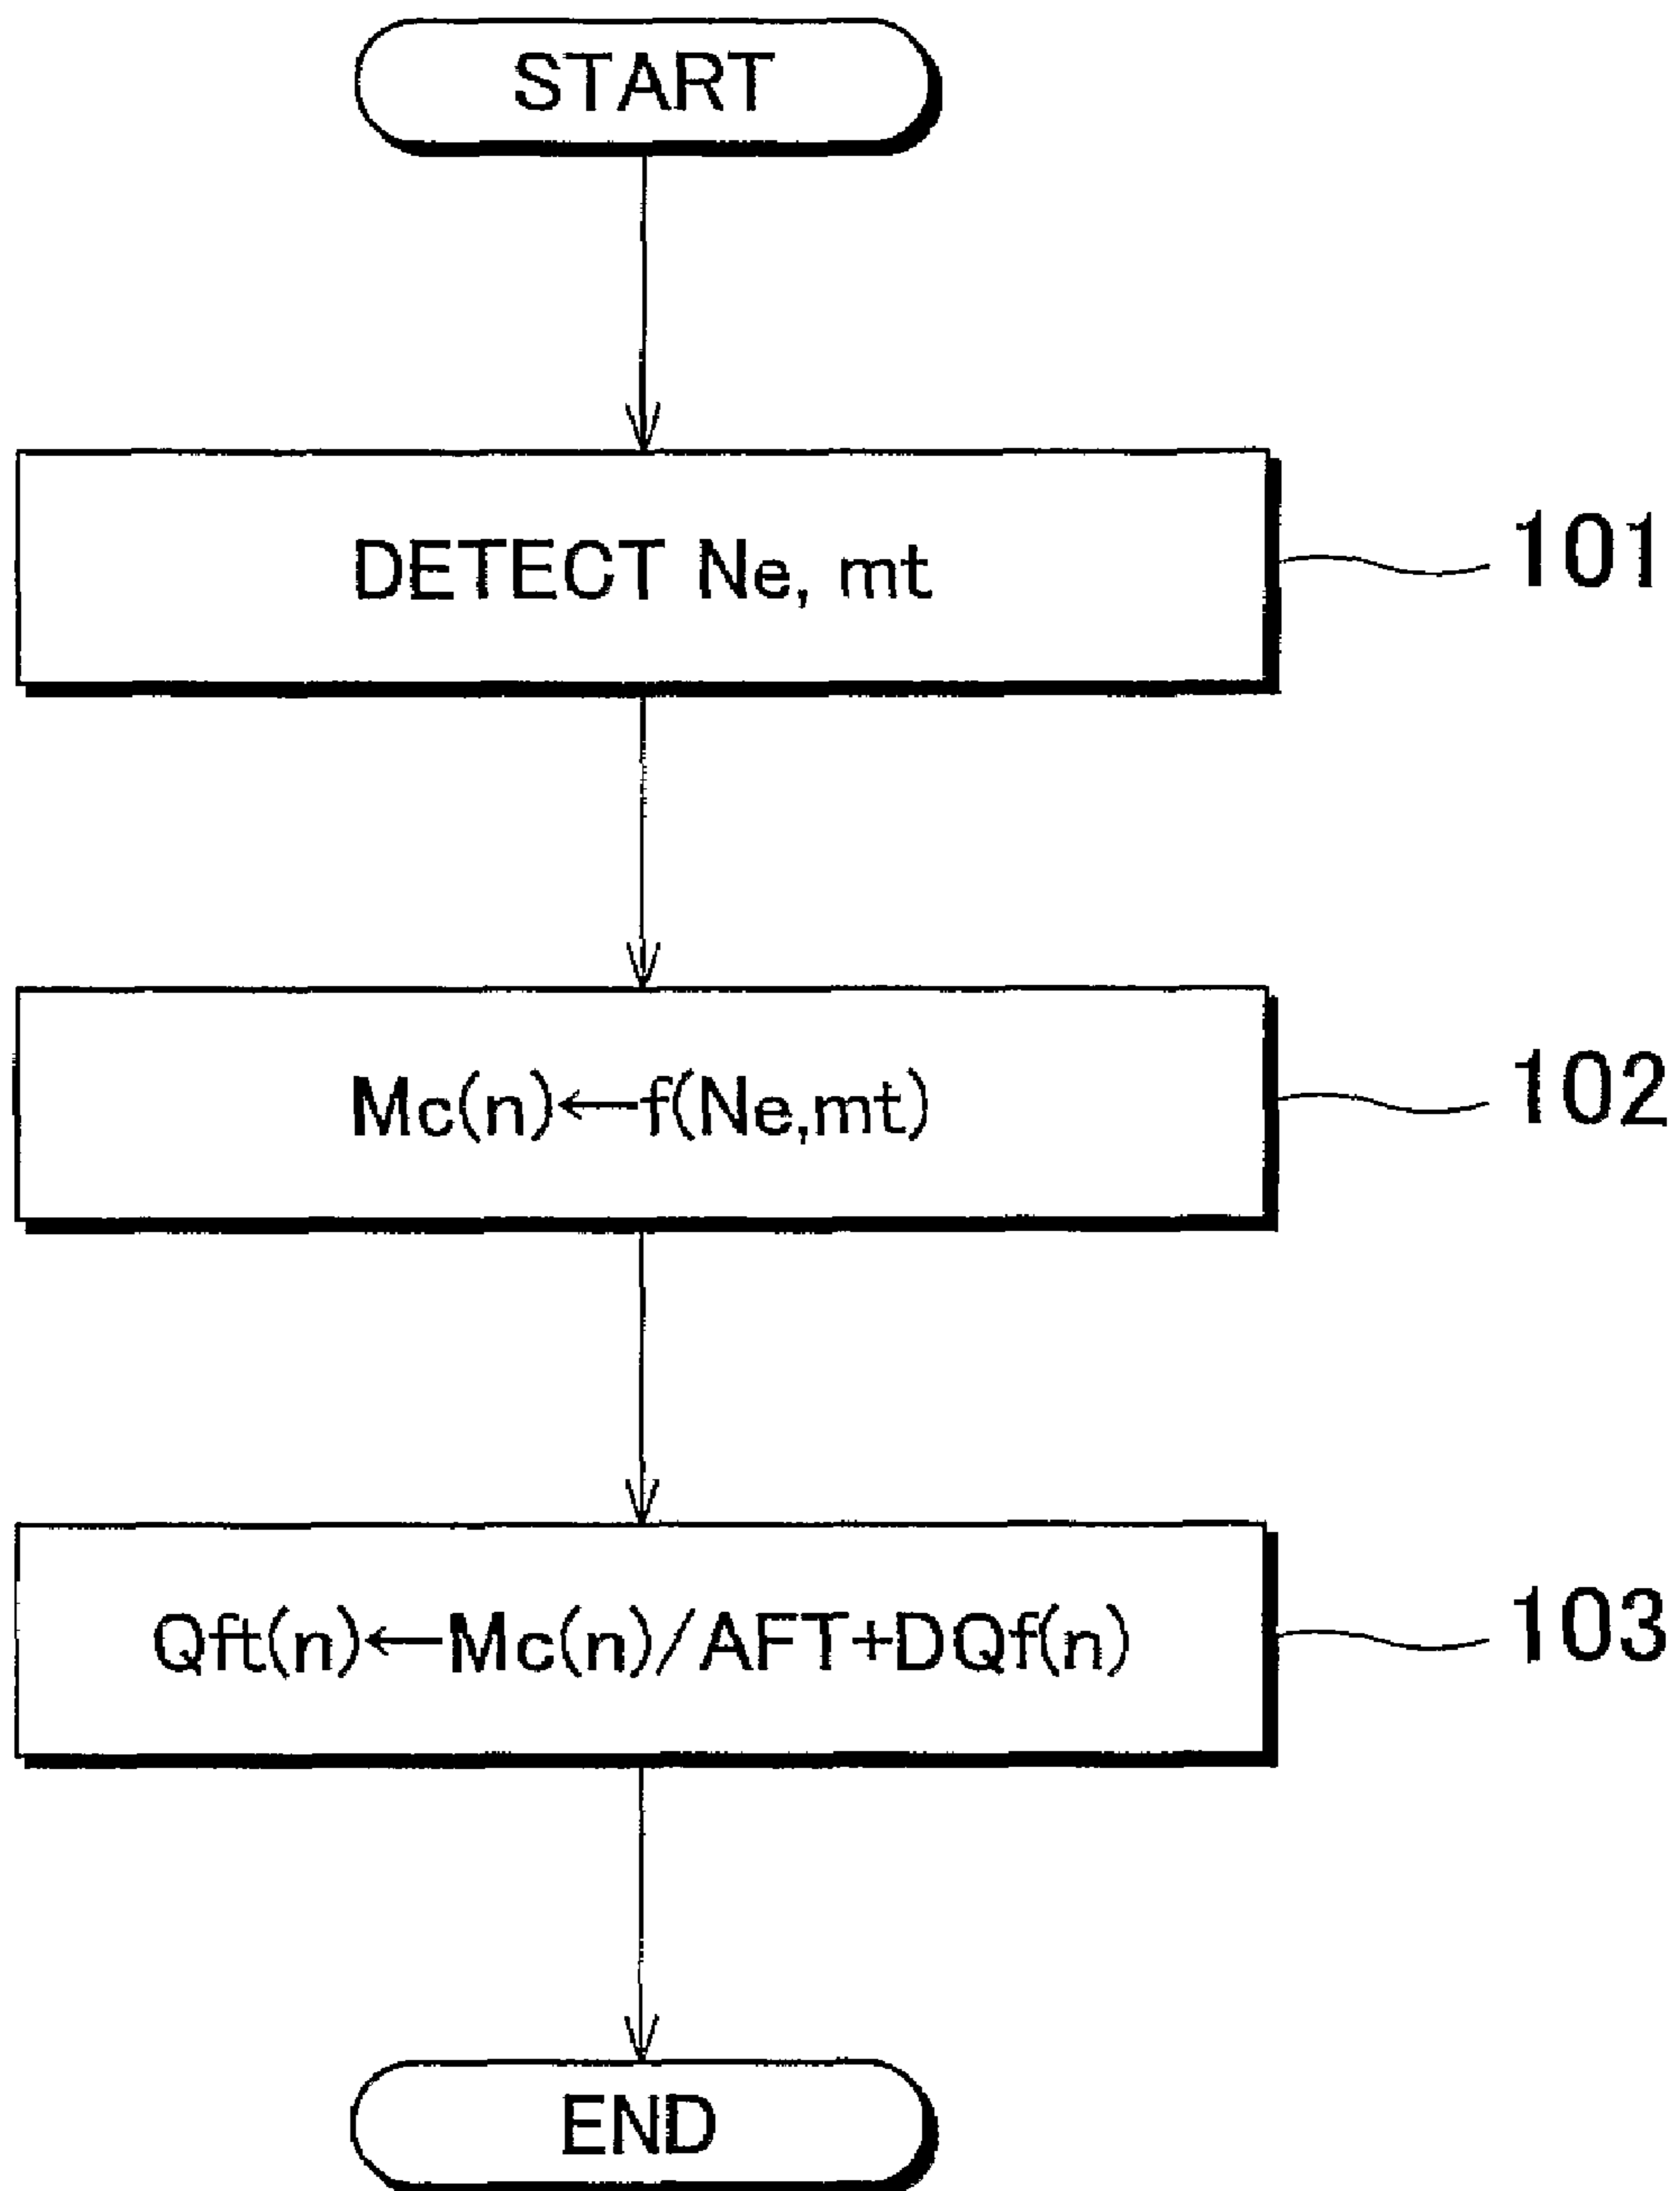 START
DETECT Ne, mt
101
Mc(n)←f(Ne,mt)
102
Qft(n)←Mc(n)/AFT+DQf(n)
103
END